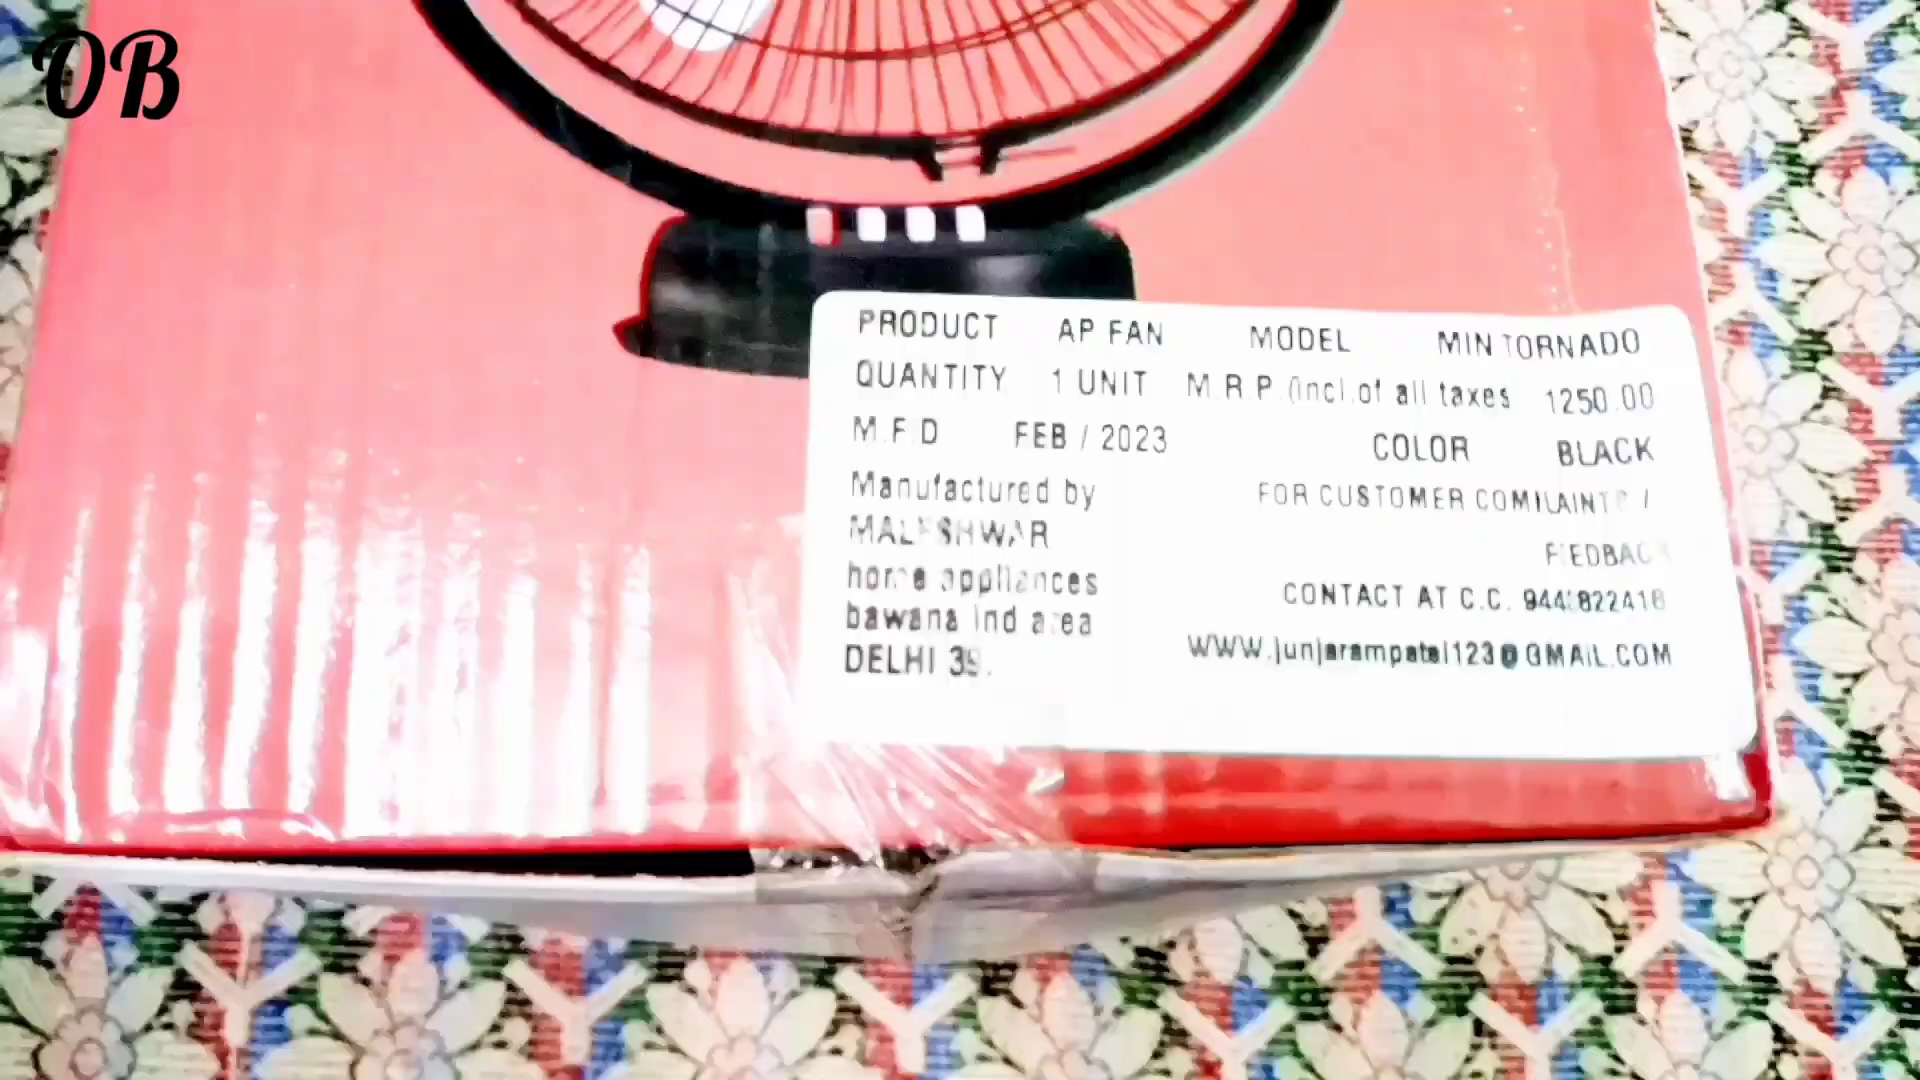 OB
PRODUCT AP FAN MODEL MIN TORNADO
QUANTITY 1 UNIT M.R.P.(incl.of all taxes 1250.00
M.F.D FEB / 2023 COLOR BLACK
Manufactured by
home appliances
bawana ind area
DELHI 39.
FOR CUSTOMER /
CONTACT AT C.C.
WWW.junjarampatel123@GMAIL.COM